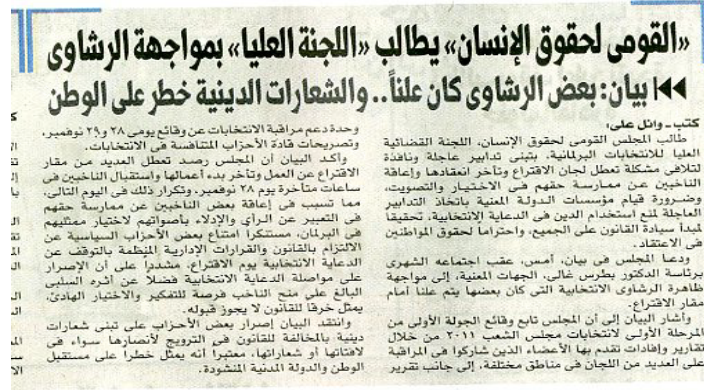 «القومى لحقوق الإنسان» يطالب «اللجنة العليا» بمواجهة الرشاوى
بيان: بعض الرشاوى كان علناً.. والشعارات الدينية خطر على الوطن
كتب ـ وائل على:
طالب المجلس القومى لحقوق الإنسان، اللجنة القضائية
العليا للانتخابات البرلمانية، بتبنى تدابير عاجلة ونافذة
لتلافى مشكلة تعطل لجان الاقتراع وتأخر انعقادها وإعاقة
الناخبين عن ممارسة حقهم فى الاختيار والتصويت،
وضرورة قيام مؤسسات الدولة المعنية باتخاذ التدابير
العاجلة لمنع استخدام الدين فى الدعاية الانتخابية، تحقيقا
لمبدأ سيادة القانون على الجميع، واحتراما لحقوق المواطنين
فى الاعتقاد.
ودعا المجلس فى بيان، أمس، عقب اجتماعه الشهرى
برئاسة الدكتور بطرس غالى، الجهات المعنية، إلى مواجهة
ظاهرة الرشاوى الانتخابية التى كان بعضها يتم علنا أمام
مقار الاقتراع.
وأشار البيان إلى أن المجلس تابع وقائع الجولة الأولى من
المرحلة الأولى لانتخابات مجلس الشعب ٢٠١١ من خلال
تقارير وإفادات تقدم بها الأعضاء الذين شاركوا فى المراقبة
على العديد من اللجان فى مناطق مختلفة، إلى جانب تقرير
وحدة دعم مراقبة الانتخابات عن وقائع يومى ٢٨ و٢٩ نوفمبر،
وتصريحات قادة الأحزاب المتنافسة فى الانتخابات.
وأكد البيان أن المجلس رصد تعطل العديد من مقار
الاقتراع عن العمل وتأخر بدء أعمالها واستقبال الناخبين فى
ساعات متأخرة يوم ٢٨ نوفمبر، وتكرار ذلك فى اليوم التالى،
مما تسبب فى إعاقة بعض الناخبين عن ممارسة حقهم
فى التعبير عن الرأى والإدلاء بأصواتهم لاختيار ممثليهم
فى البرلمان، مستنكرا امتناع بعض الأحزاب السياسية عن
الالتزام بالقانون والقرارات الإدارية المنظمة بالتوقف عن
الدعاية الانتخابية يوم الاقتراع، مشددا على أن الإصرار
على مواصلة الدعاية الانتخابية فضلاً عن أثره السلبى
البالغ على منح الناخب فرصة للتفكير والاختيار الهادئ،
يمثل خرقا للقانون لا يجوز قبوله.
وانتقد البيان إصرار بعض الأحزاب على تبنى شعارات
دينية بالمخالفة للقانون فى الترويج لأنصارها سواء فى
لافتاتها أو شعاراتها، معتبرا أنه يمثل خطرا على مستقبل
الوطن والدولة المدنية المنشودة.